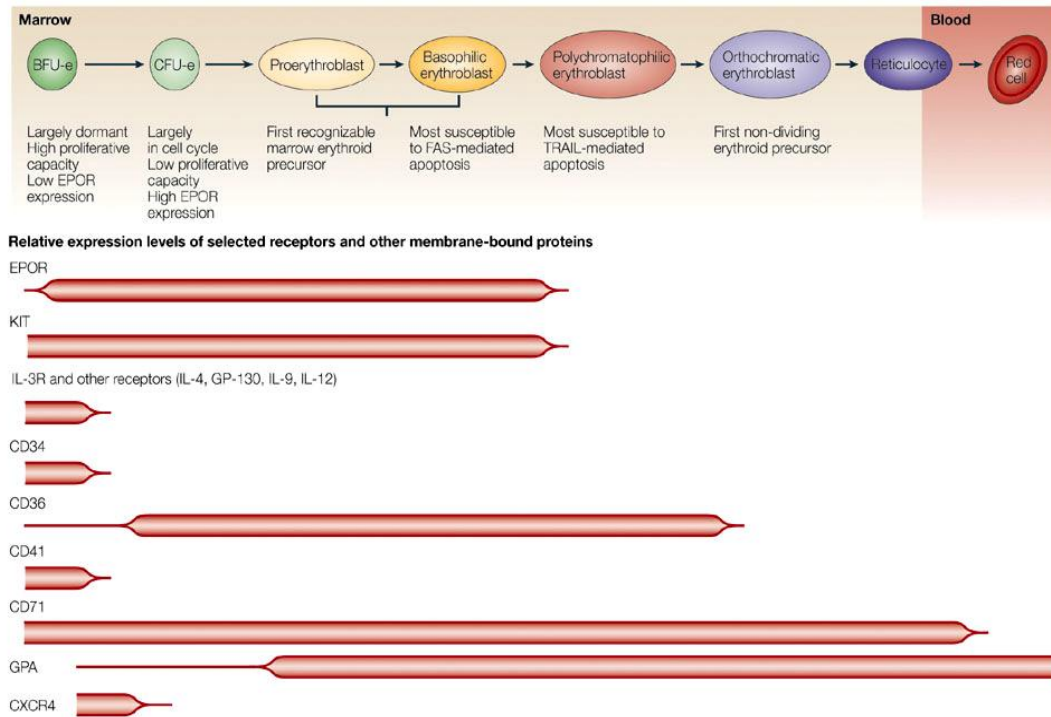 Marrow
Blood
BFU-e
CFU-e
Proerythroblast
Basophilic
erythroblast
Polychromatophilic
erythroblast
Orthochromatic
erythroblast
Reticulocyte
Red
cell
Largely dormant
High proliferative
capacity
Low EPOR
expression
Largely
in cell cycle
Low proliferative
capacity
High EPOR
expression
First recognizable
marrow erythroid
precursor
Most susceptible
to FAS-mediated
apoptosis
Most susceptible to
TRAIL-mediated
apoptosis
First non-dividing
erythroid precursor
Relative expression levels of selected receptors and other membrane-bound proteins
EPOR
KIT
IL-3R and other receptors (IL-4, GP-130, IL-9, IL-12)
CD34
CD36
CD41
CD71
GPA
CXCR4